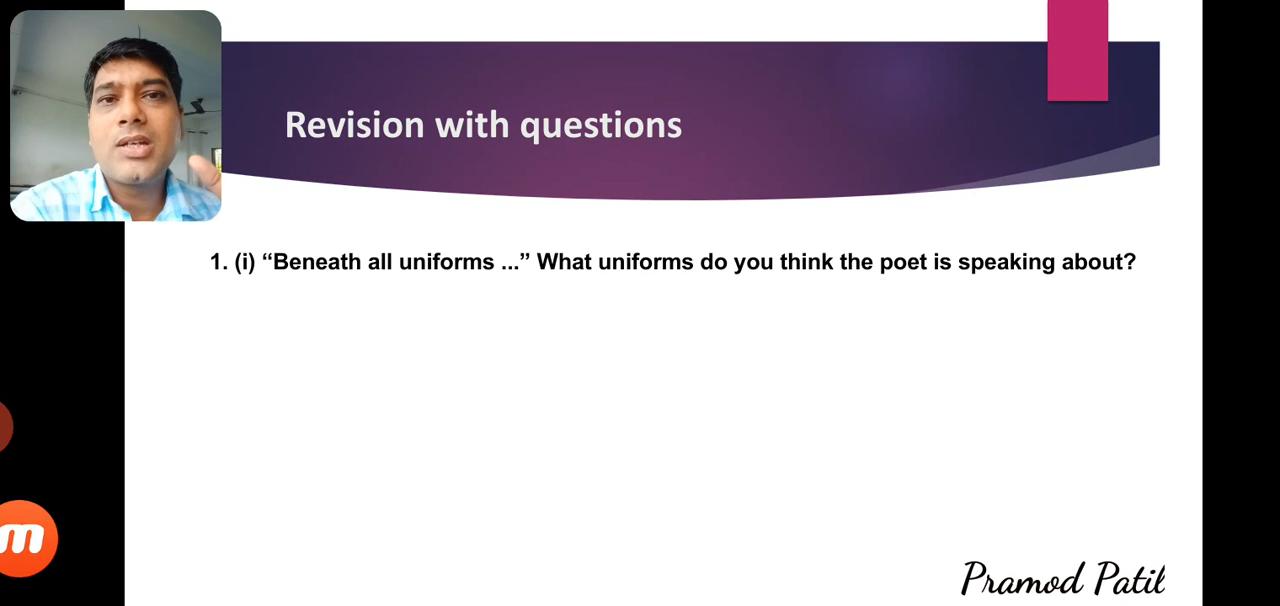 Revision with questions
1. (i) “Beneath all uniforms ...” What uniforms do you think the poet is speaking about?
m
Pramod Patil